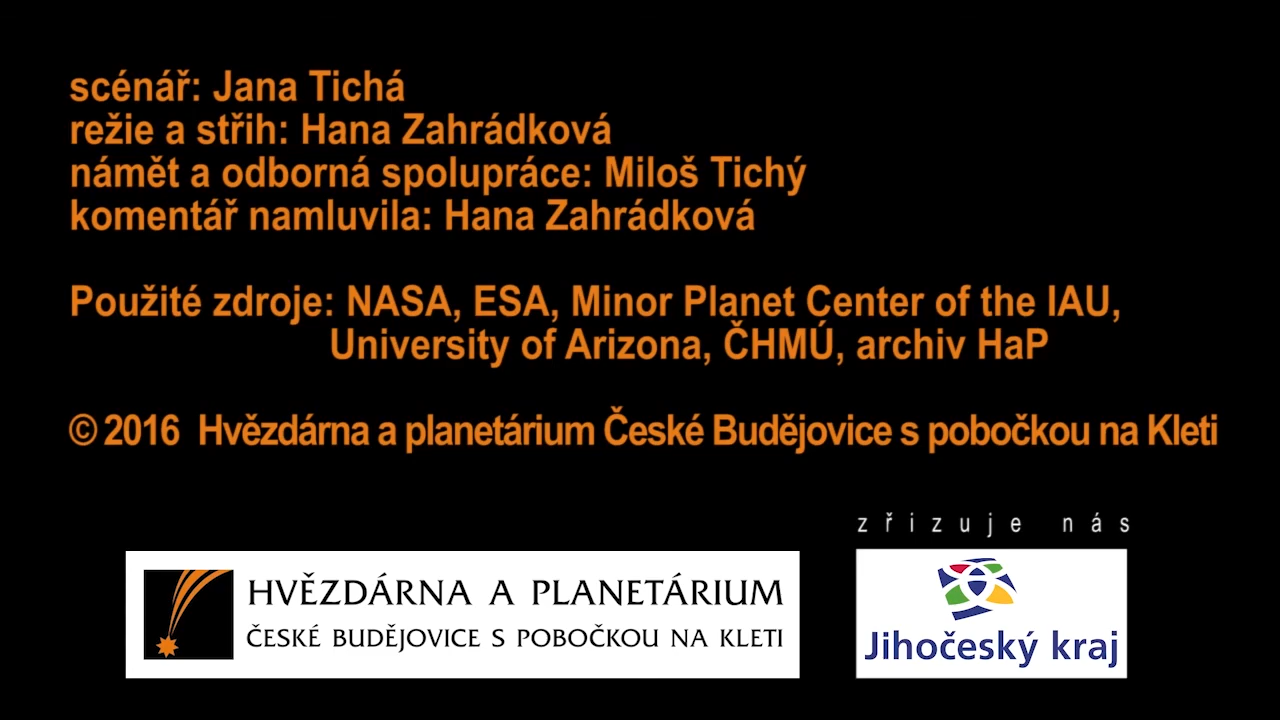 scénář: Jana Tichá
režie a střih: Hana Zahrádková
námět a odborná spolupráce: Miloš Tichý
komentář namluvila: Hana Zahrádková
Použité zdroje: NASA, ESA, Minor Planet Center of the IAU,
University of Arizona, ČHMÚ, archiv HaP
© 2016 Hvězdárna a planetárium České Budějovice s pobočkou na Kleti
zřizuje nás
HVĚZDÁRNA A PLANETÁRIUM
ČESKÉ BUDĚJOVICE S POBOČKOU NA KLETI
Jihočeský kraj